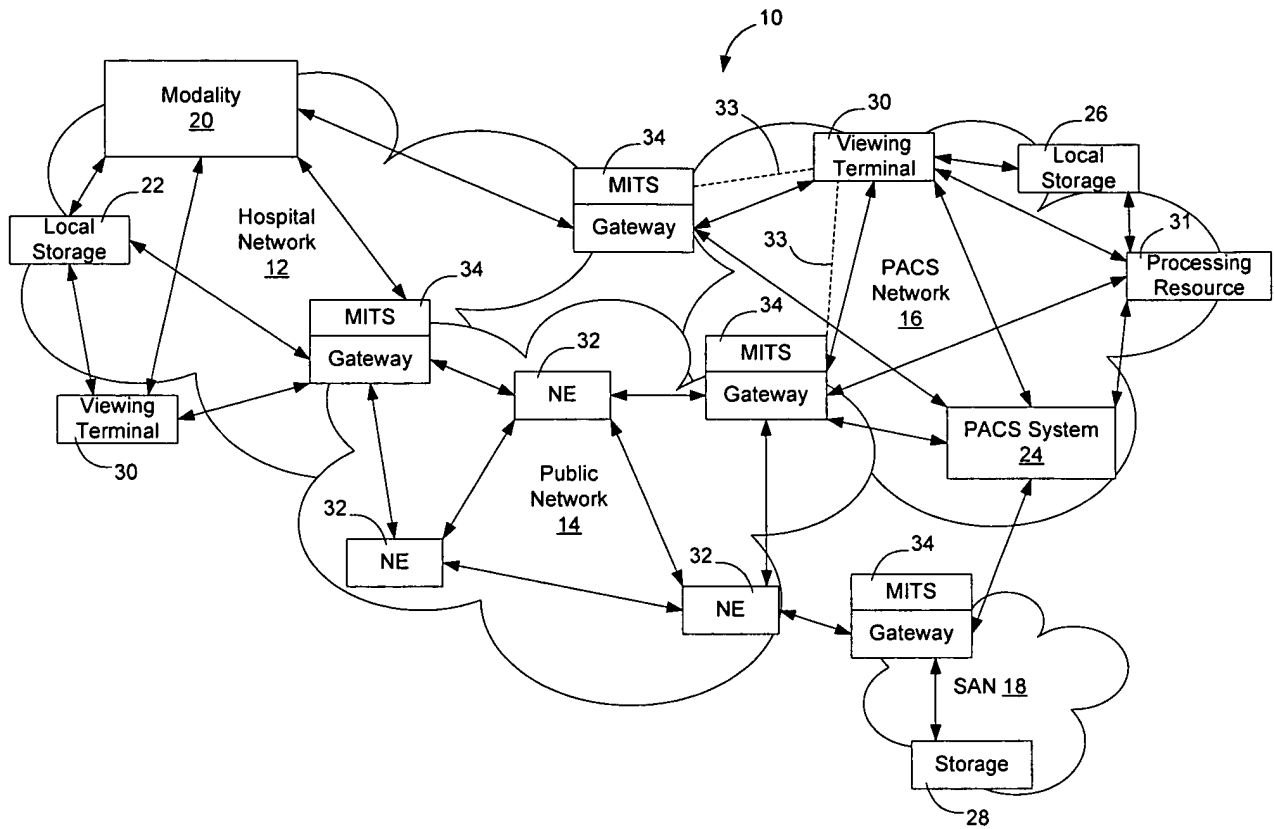 10
Modality
20
33
30
26
34
Viewing
Terminal
Local
Storage
MITS
Gateway
22
Local
Storage
Hospital
Network
12
33
31
Processing
Resource
PACS
Network
16
34
MITS
Gateway
34
MITS
Gateway
32
NE
Viewing
Terminal
30
PACS System
24
Public
Network
14
32
NE
32
NE
34
MITS
Gateway
SAN 18
Storage
28